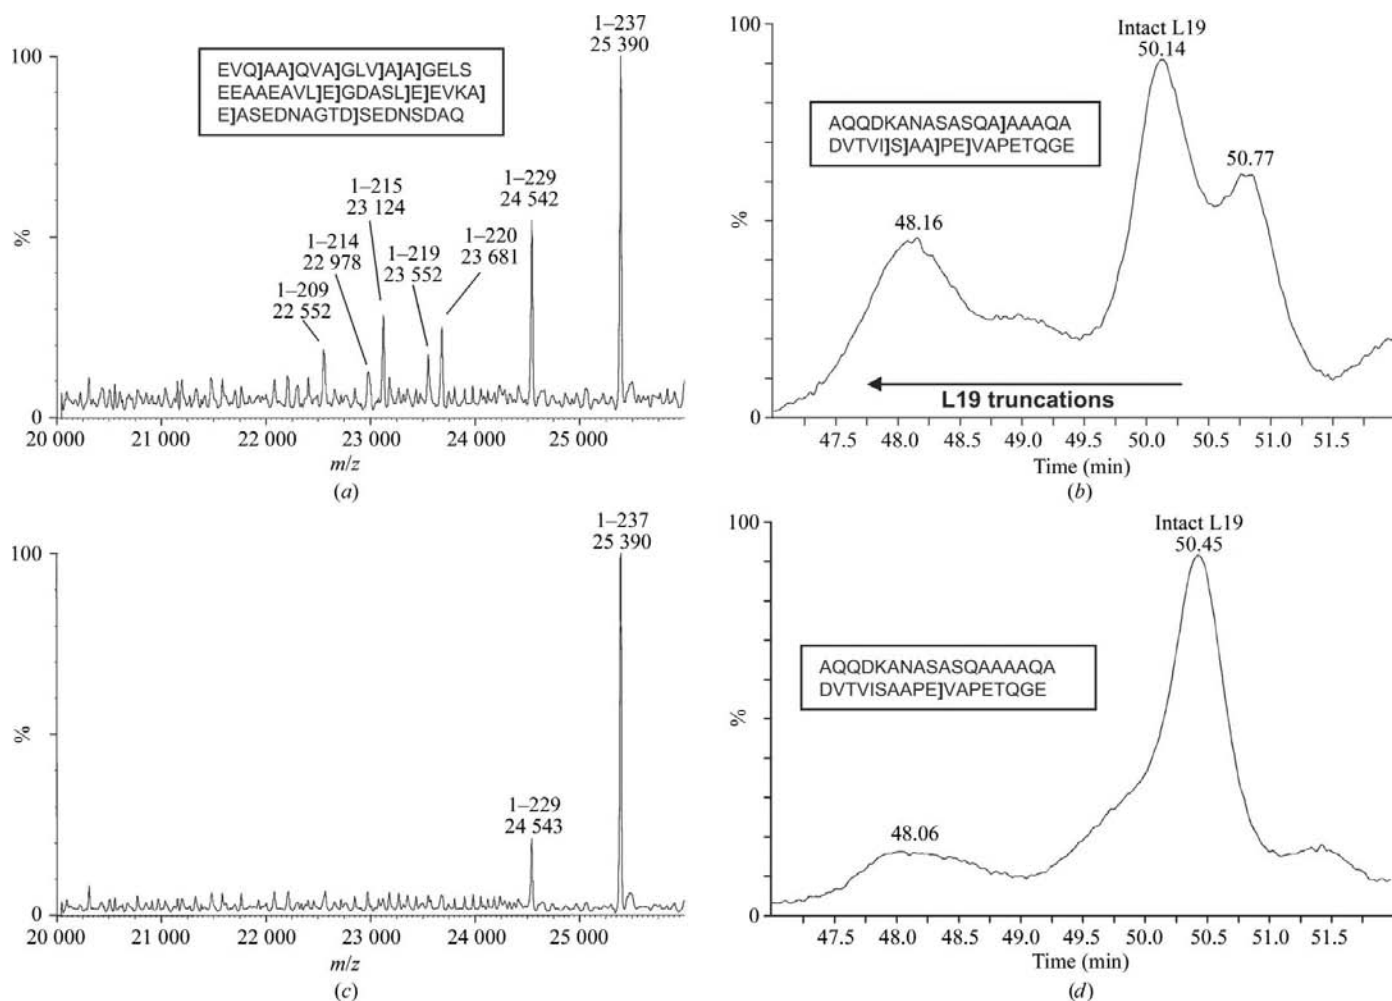 1–237
25 390
100
EVQ]AA]QVA]GLV]A]A]GELS
EEAAEAVL]E]GDASL]E]EVKA]
E]ASEDNAGTD]SEDNSDAQ
1–229
24 542
1–215
23 124
1–214
22 978
1–219
23 552
1–220
23 681
1–209
22 552
%
0
20 000 21 000 22 000 23 000 24 000 25 000
m/z
(a)
100
Intact L19
50.14
AQQDKANASASQA]AAAQA
DVTVI]S]AA]PE]VAPETQGE
50.77
48.16
%
L19 truncations
0
47.5 48.0 48.5 49.0 49.5 50.0 50.5 51.0 51.5
Time (min)
(b)
1–237
25 390
100
1–229
24 543
%
0
20 000 21 000 22 000 23 000 24 000 25 000
m/z
(c)
100
Intact L19
50.45
AQQDKANASASQAAAAQA
DVTVISAAPE]VAPETQGE
48.06
%
0
47.5 48.0 48.5 49.0 49.5 50.0 50.5 51.0 51.5
Time (min)
(d)